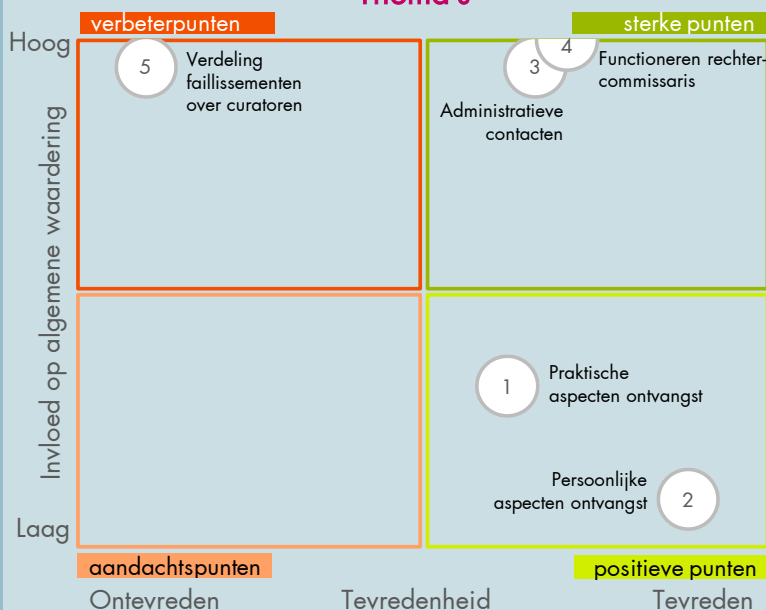 Thema's
verbeterpunten
sterke punten
Hoog
5
Verdeling
faillissementen
over curatoren
4
3
Functioneren rechter-
commissaris
Administratieve
contacten
Invloed op algemene waardering
1
Praktische
aspecten ontvangst
Persoonlijke
aspecten ontvangst
2
Laag
aandachtspunten
positieve punten
Ontevreden
Tevredenheid
Tevreden